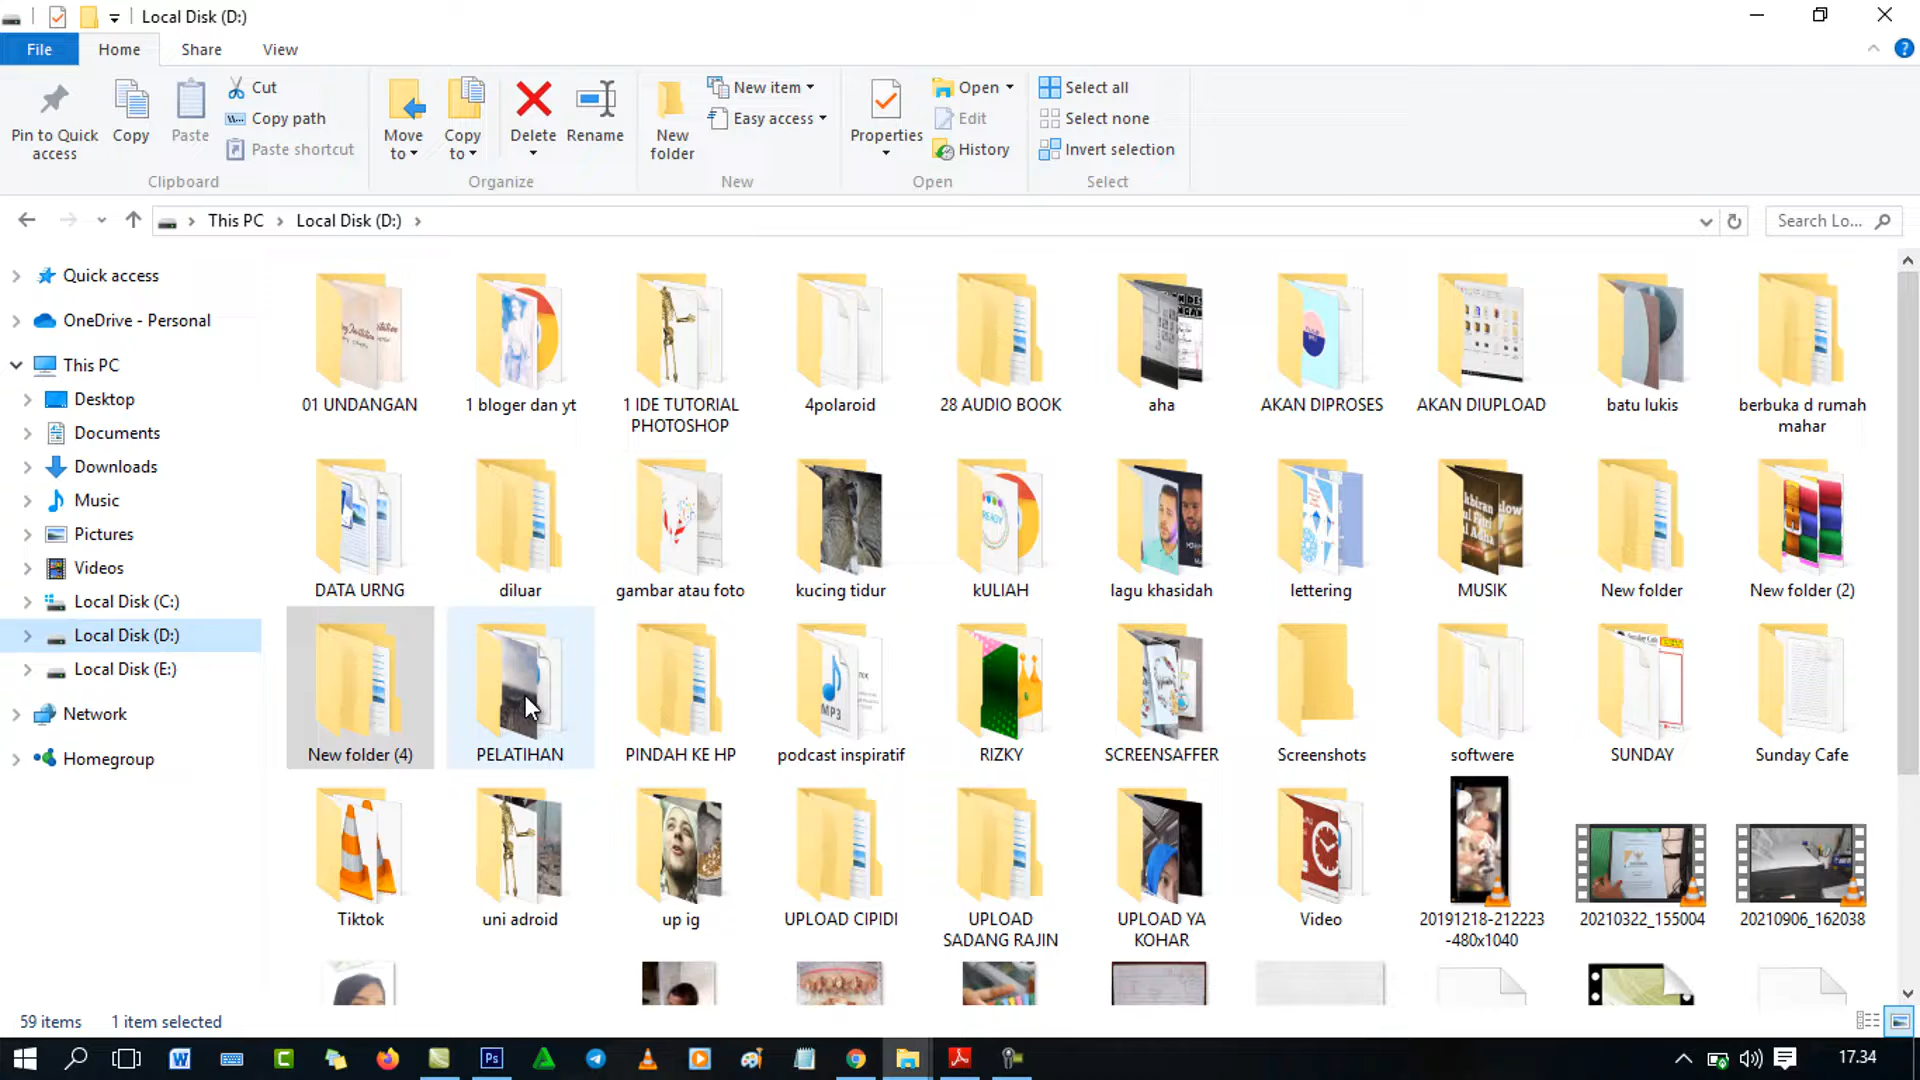 Local Disk (D:)
File
Home
Share
View
Pin to Quick access
Copy
Paste
Cut
Copy path
Paste shortcut
Clipboard
Move to
Copy to
Delete
Rename
Organize
New folder
New item
Easy access
New
Properties
Open
Edit
History
Open
Select all
Select none
Invert selection
Select
This PC
Local Disk (D:)
Search Lo...
Quick access
OneDrive - Personal
This PC
Desktop
Documents
Downloads
Music
Pictures
Videos
Local Disk (C:)
Local Disk (D:)
Local Disk (E:)
Network
Homegroup
01 UNDANGAN
1 bloger dan yt
1 IDE TUTORIAL
PHOTOSHOP
4polaroid
28 AUDIO BOOK
aha
AKAN DIPROSES
AKAN DIUPLOAD
batu lukis
berbuka d rumah
mahar
DATA URNG
diluar
gambar atau foto
kucing tidur
kULIAH
lagu khasidah
lettering
MUSIK
New folder
New folder (2)
New folder (4)
PELATIHAN
PINDAH KE HP
podcast inspiratif
RIZKY
SCREENSAFFER
Screenshots
softwere
SUNDAY
Sunday Cafe
Tiktok
uni adroid
up ig
UPLOAD CIPIDI
UPLOAD
SADANG RAJIN
UPLOAD YA
KOHAR
Video
20191218-212223
-480x1040
20210322_155004
20210906_162038
59 items
1 item selected
17.34